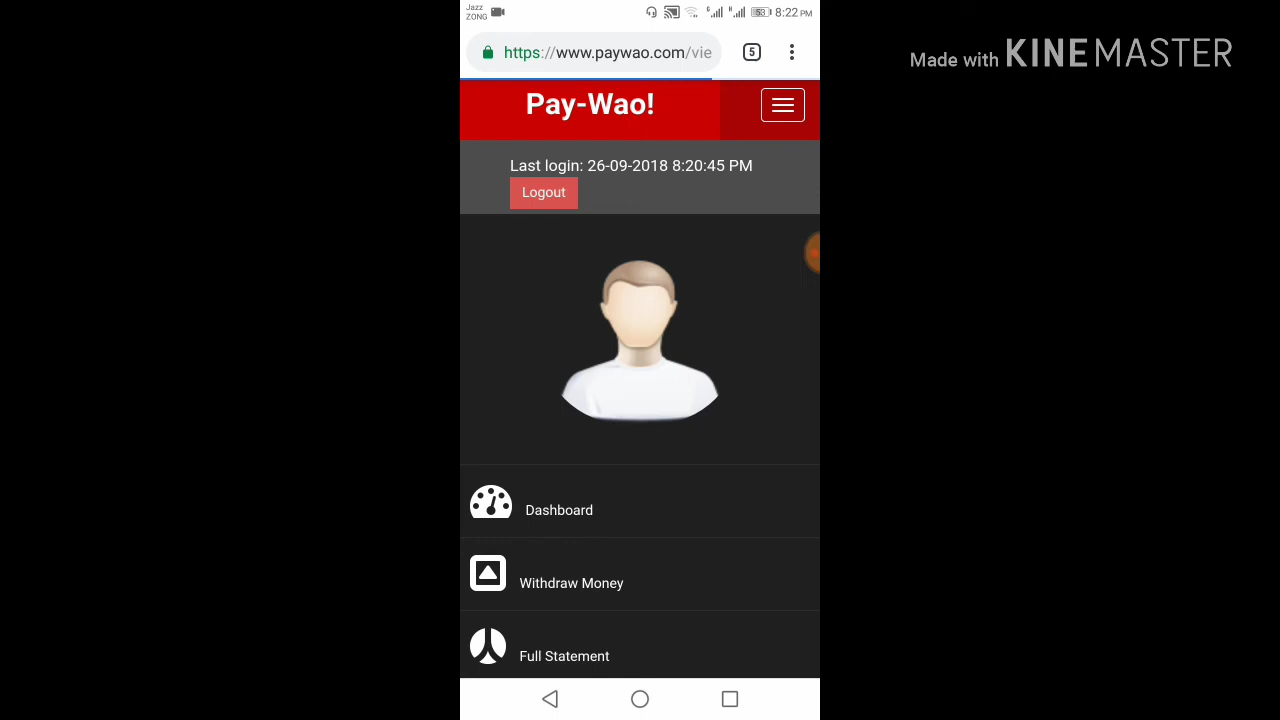 Jazz
ZONG
53
8:22 PM
https://www.paywao.com/vie
5
Made with KINEMASTER
Pay-Wao!
Last login: 26-09-2018 8:20:45 PM
Logout
Dashboard
Withdraw Money
Full Statement